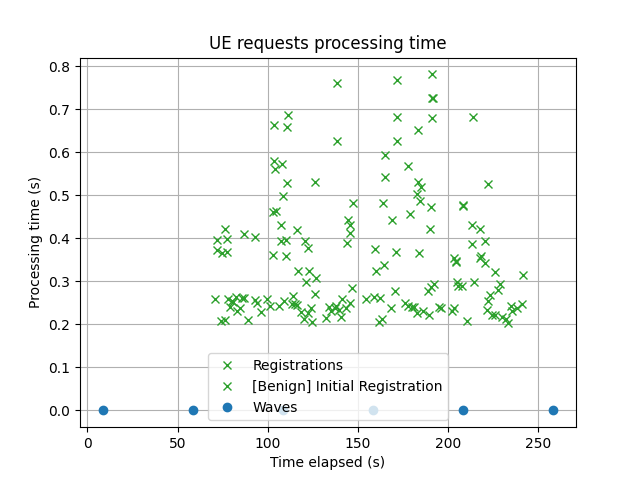 UE requests processing time
0.8
0.7
0.6
0.5
0.4
0.3
0.2
0.1
0.0
Processing time (s)
Registrations
[Benign] Initial Registration
Waves
0 50 100 150 200 250
Time elapsed (s)